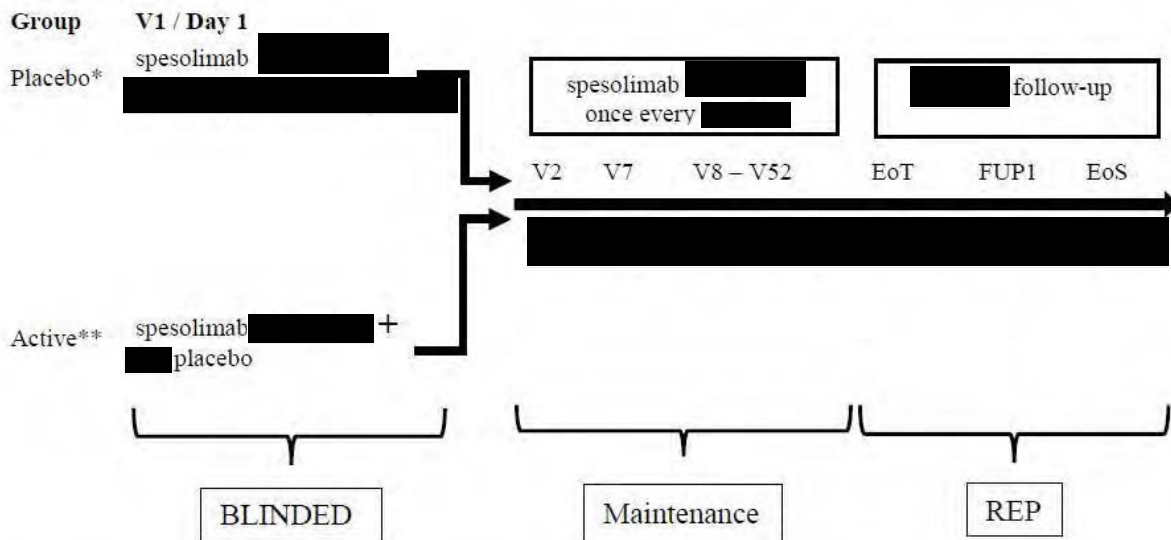 Group V1 / Day 1
spesolimab
Placebo*
spesolimab
once every
follow-up
V2 V7 V8 – V52 EoT FUP1 EoS
Active** spesolimab +
placebo
BLINDED Maintenance REP